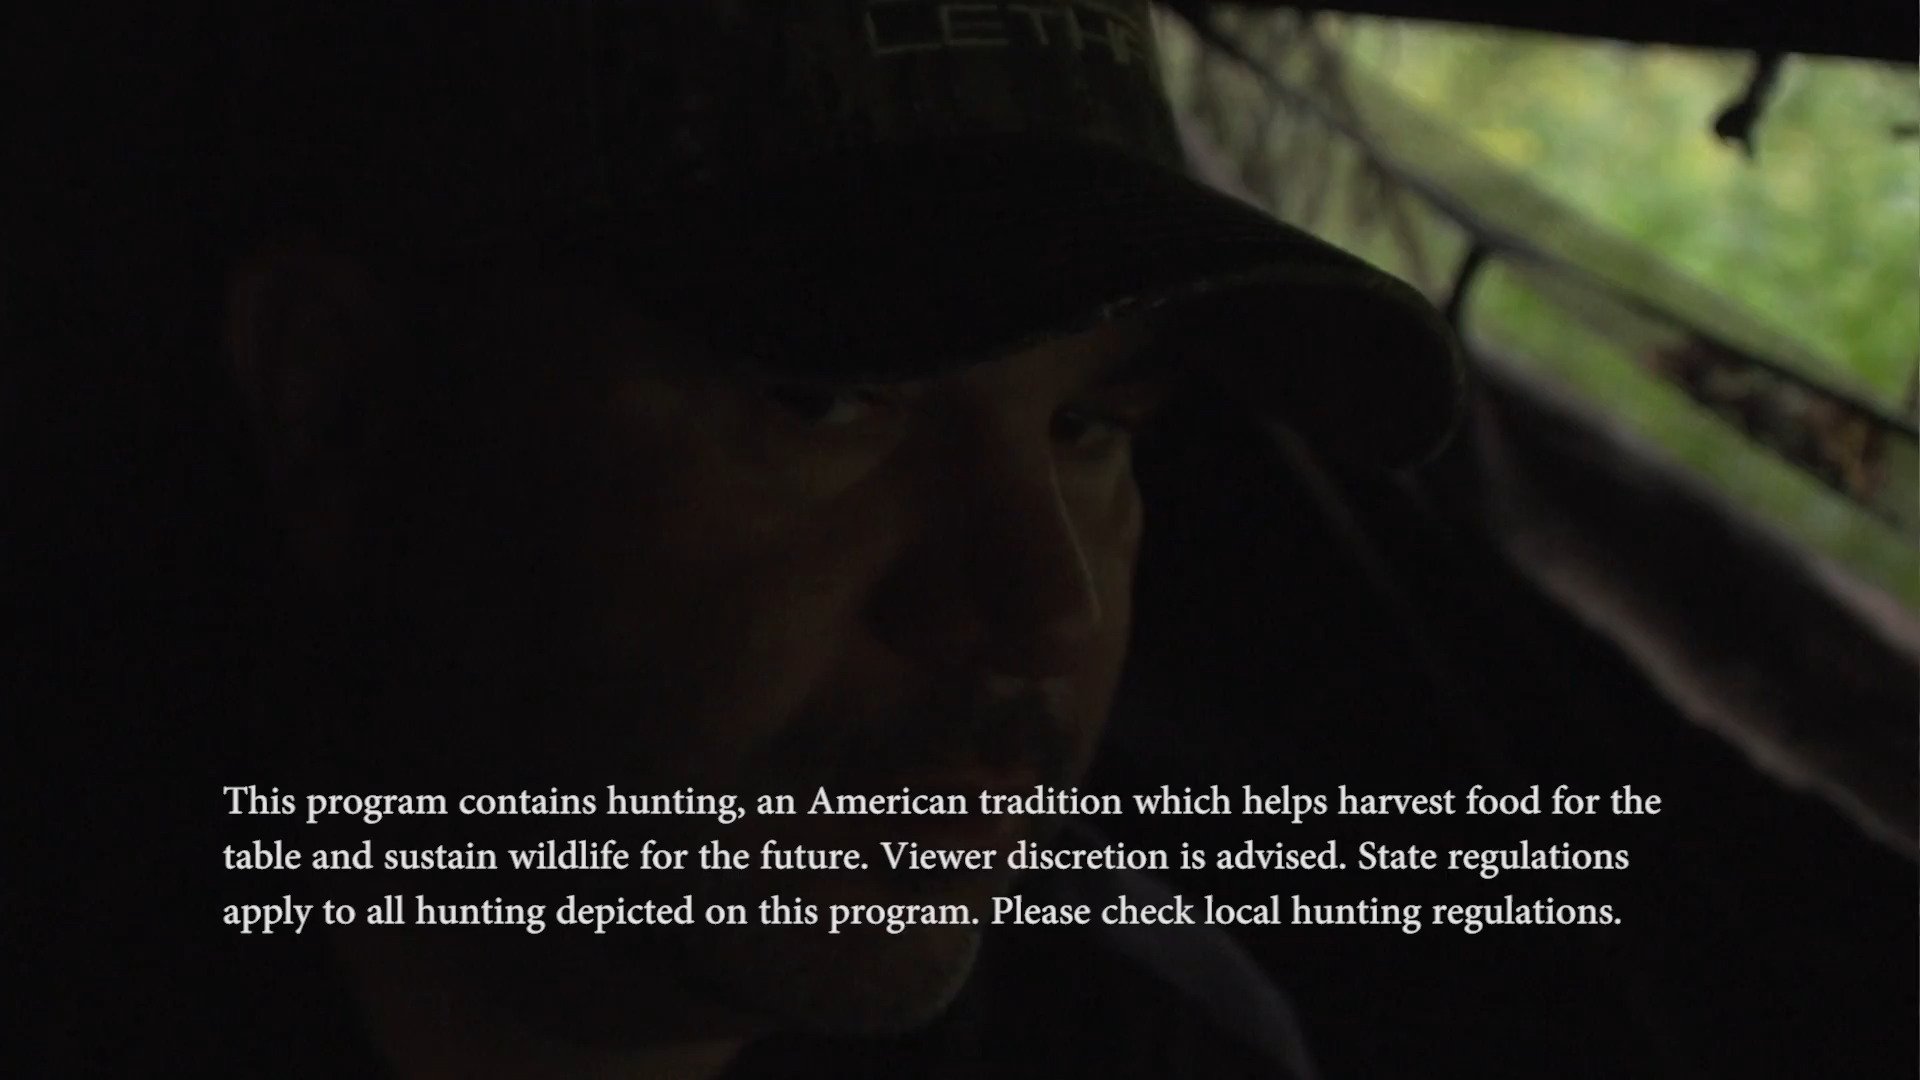 This program contains hunting, an American tradition which helps harvest food for the
table and sustain wildlife for the future. Viewer discretion is advised. State regulations
apply to all hunting depicted on this program. Please check local hunting regulations.